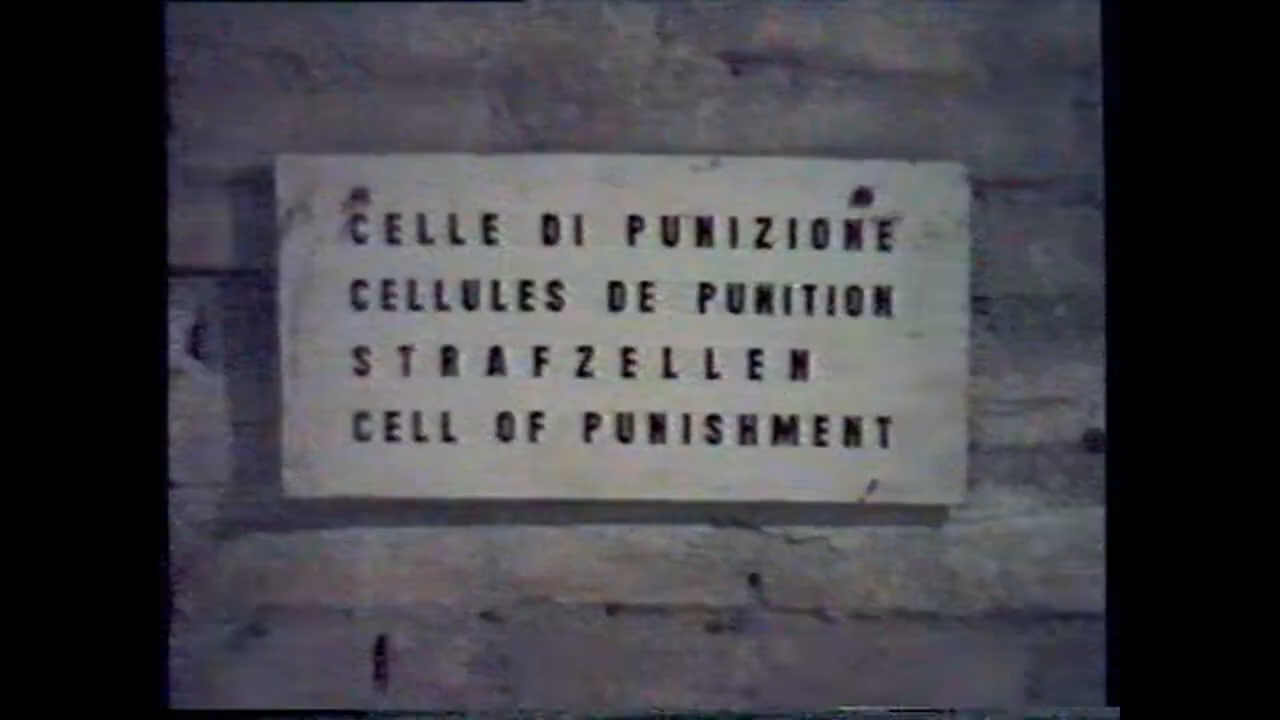 CELLE DI PUNIZIONE
CELLULES DE PUNITION
STRAFZELLEN
CELL OF PUNISHMENT